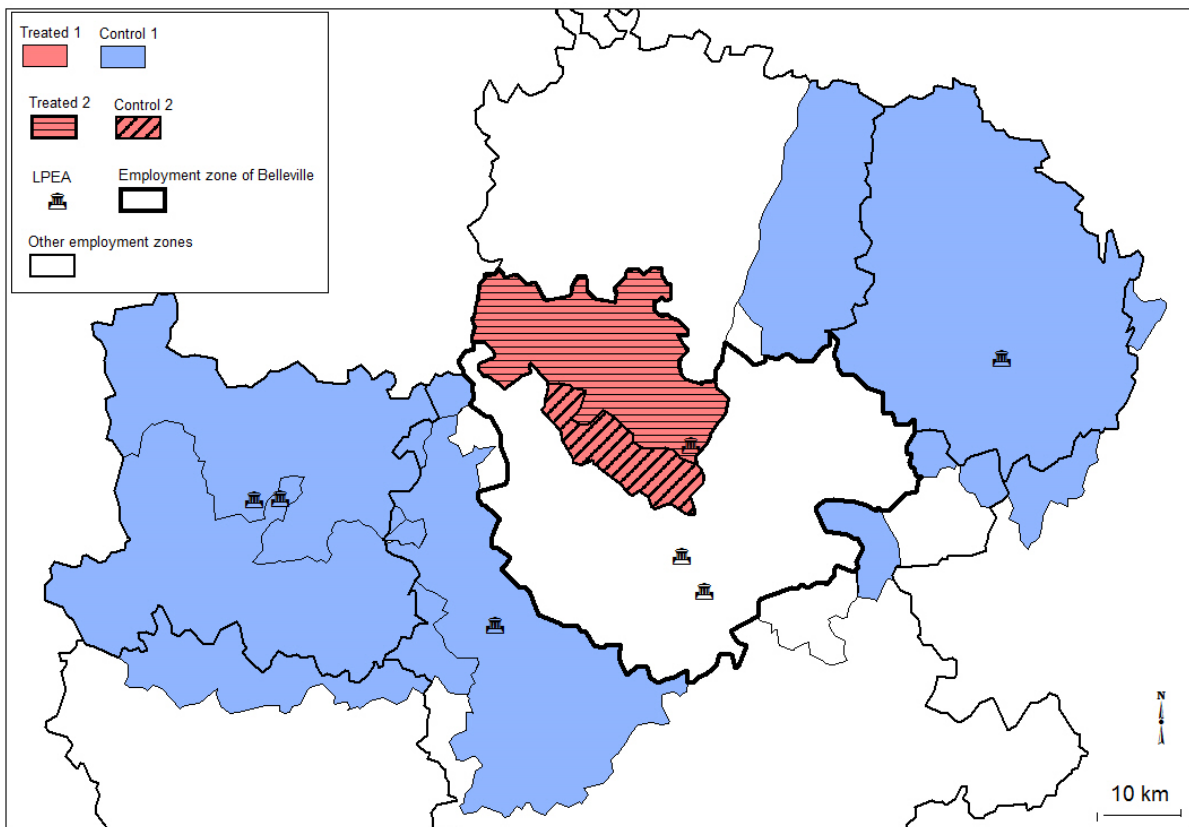 Treated 1 Control 1
Treated 2 Control 2
LPEA Employment zone of Belleville
Other employment zones
N
10 km